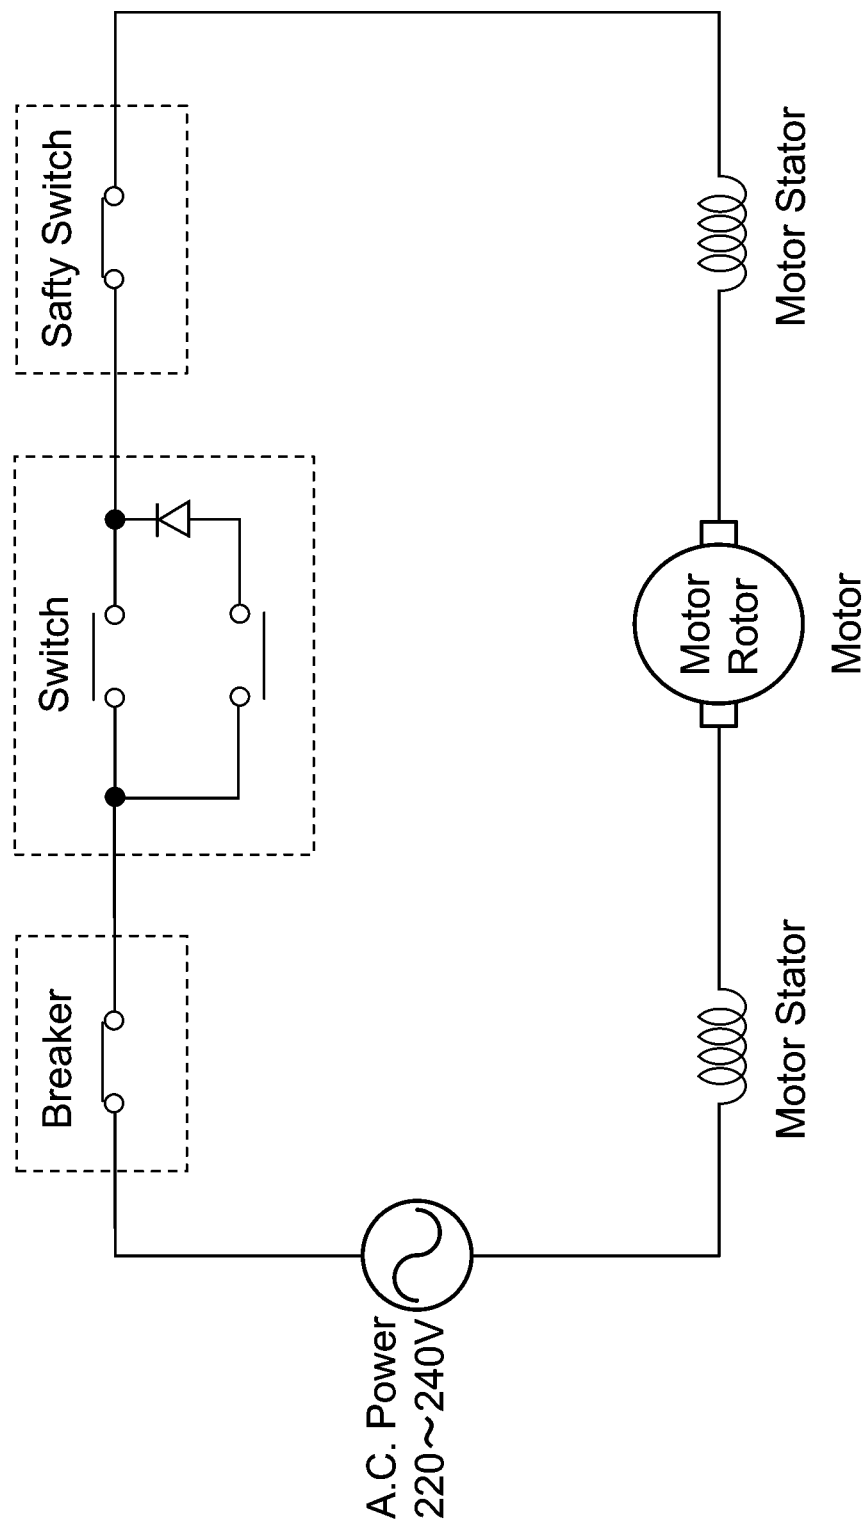 Breaker
Switch
Safty Switch
A.C. Power
220～240V
Motor Stator
Motor
Rotor
Motor
Motor Stator